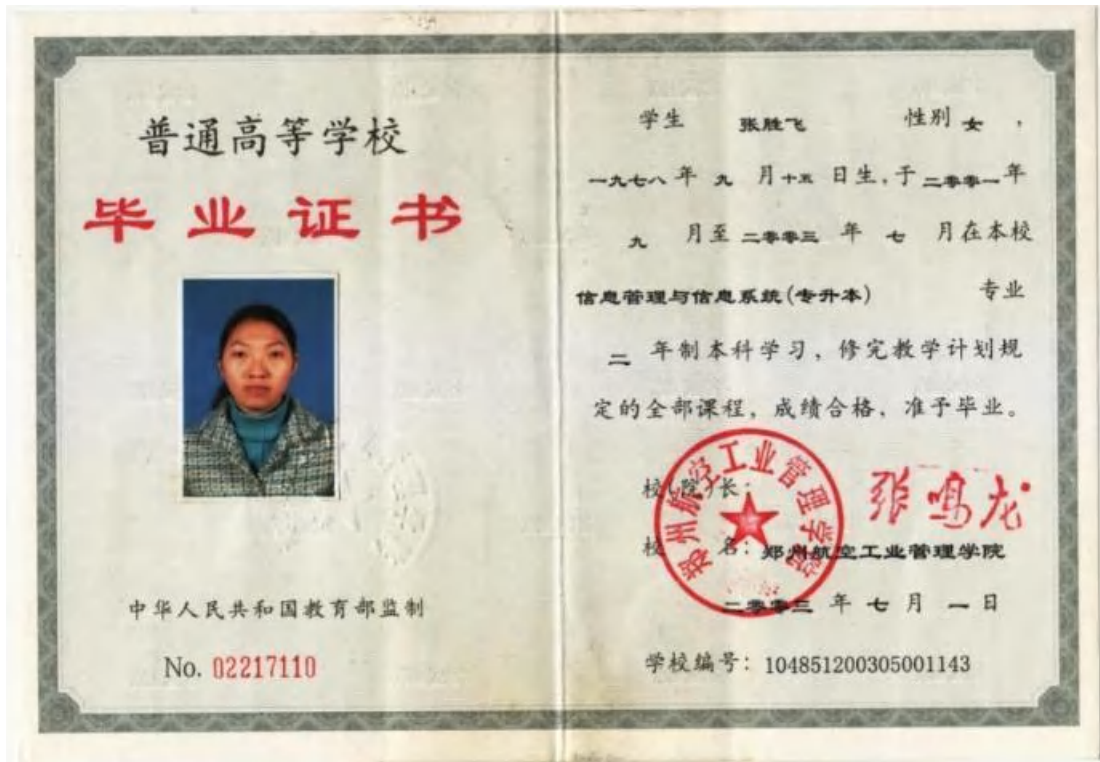 普通高等学校
毕业证书
中华人民共和国教育部监制
No. 02217110
学生 张胜飞 性别 女 ，
一九七八 年 九 月 十五 日生，于 二零零一 年
九 月至 二零零三 年 七 月在本校
信息管理与信息系统(专升本) 专业
二 年制本科学习，修完教学计划规
定的全部课程，成绩合格，准予毕业。
校(院)长： 张鸣龙
校 名：郑州航空工业管理学院
郑州航空工业管理学院
二零零三 年 七 月 一 日
学校编号：104851200305001143